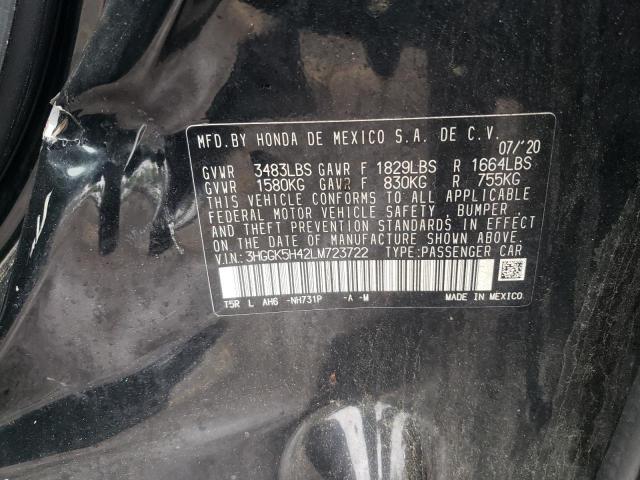 MFD. BY HONDA DE MEXICO S.A. DE C.V.
07/'20
GVWR 3483LBS GAWR F 1829LBS R 1664LBS
GVWR 1580KG GAWR F 830KG R 755KG
THIS VEHICLE CONFORMS TO ALL APPLICABLE
FEDERAL MOTOR VEHICLE SAFETY, BUMPER,
AND THEFT PREVENTION STANDARDS IN EFFECT
ON THE DATE OF MANUFACTURE SHOWN ABOVE.
V.I.N.: 3HGGK5H42LM723722 TYPE:PASSENGER CAR
T5R L AH6 -NH731P -A -M MADE IN MEXICO